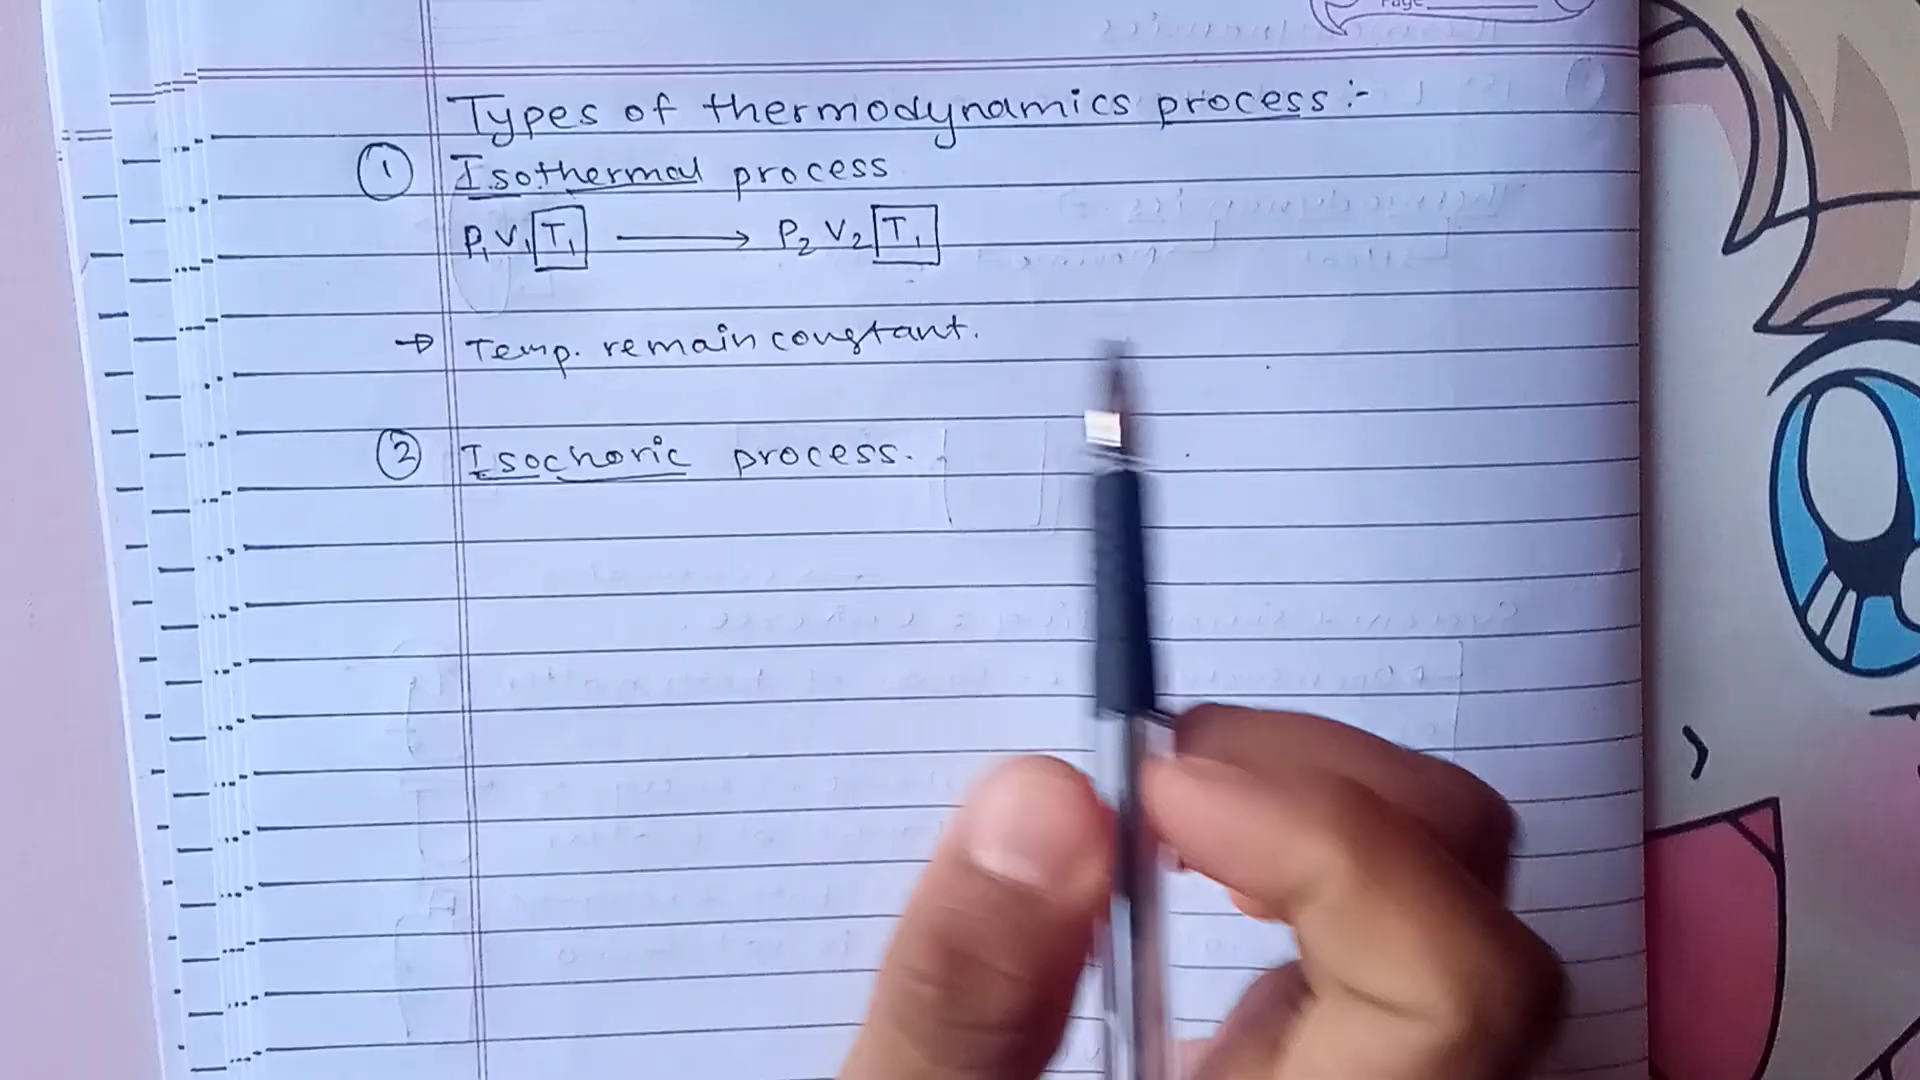 Page
Types of thermodynamics process :-
① Isothermal process
P₁ V₁ T₁ ⟶ P₂ V₂ T₁
→ Temp. remain constant.
② Isochoric process.